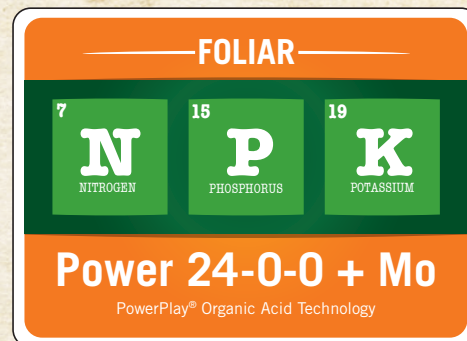 FOLIAR
7 15 19
N P K
NITROGEN PHOSPHORUS POTASSIUM
Power 24-0-0 + Mo
PowerPlay® Organic Acid Technology